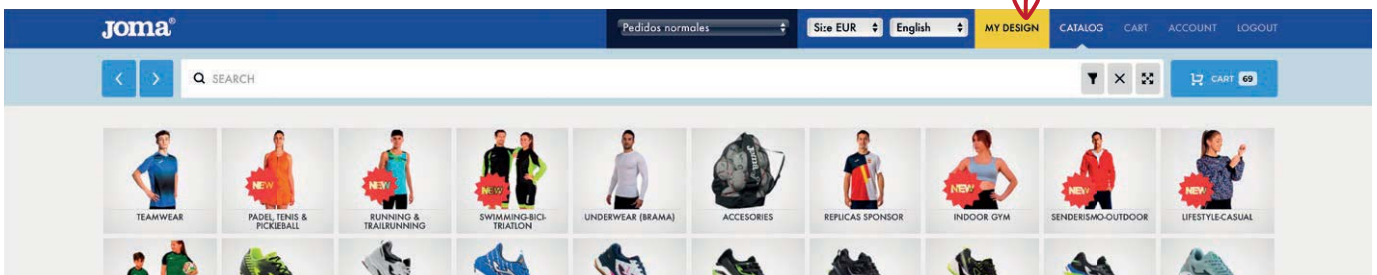 Joma®
Pedidos normales
Size EUR
English
MY DESIGN
CATALOG
CART
ACCOUNT
LOGOUT
SEARCH
CART 69
NEW
NEW
NEW
NEW
NEW
NEW
TEAMWEAR
PADEL, TENIS &
PICKLEBALL
RUNNING &
TRAILRUNNING
SWIMMING-BICI-
TRIATLON
UNDERWEAR (BRAMA)
ACCESORIES
REPLICAS SPONSOR
INDOOR GYM
SENDERISMO-OUTDOOR
LIFESTYLE-CASUAL